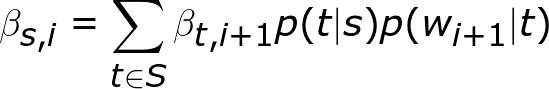 β_{s,i} = ∑_{t∈S} β_{t,i+1} p(t|s) p(w_{i+1}|t)